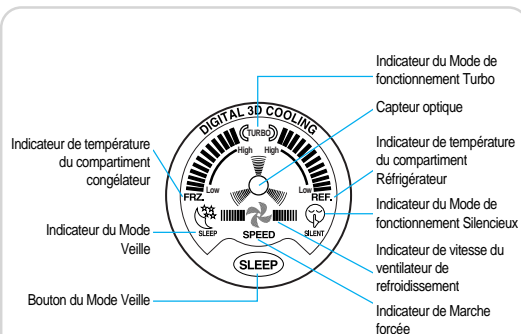 Indicateur du Mode de
fonctionnement Turbo
Capteur optique
Indicateur de température
du compartiment
congélateur
Indicateur de température
du compartiment
Réfrigérateur
Indicateur du Mode de
fonctionnement Silencieux
Indicateur du Mode
Veille
Indicateur de vitesse du
ventilateur de
refroidissement
Bouton du Mode Veille
Indicateur de Marche
forcée
DIGITAL 3D COOLING
TURBO
High
High
Low
Low
FRZ.
REF.
SLEEP
SPEED
SILENT
SLEEP